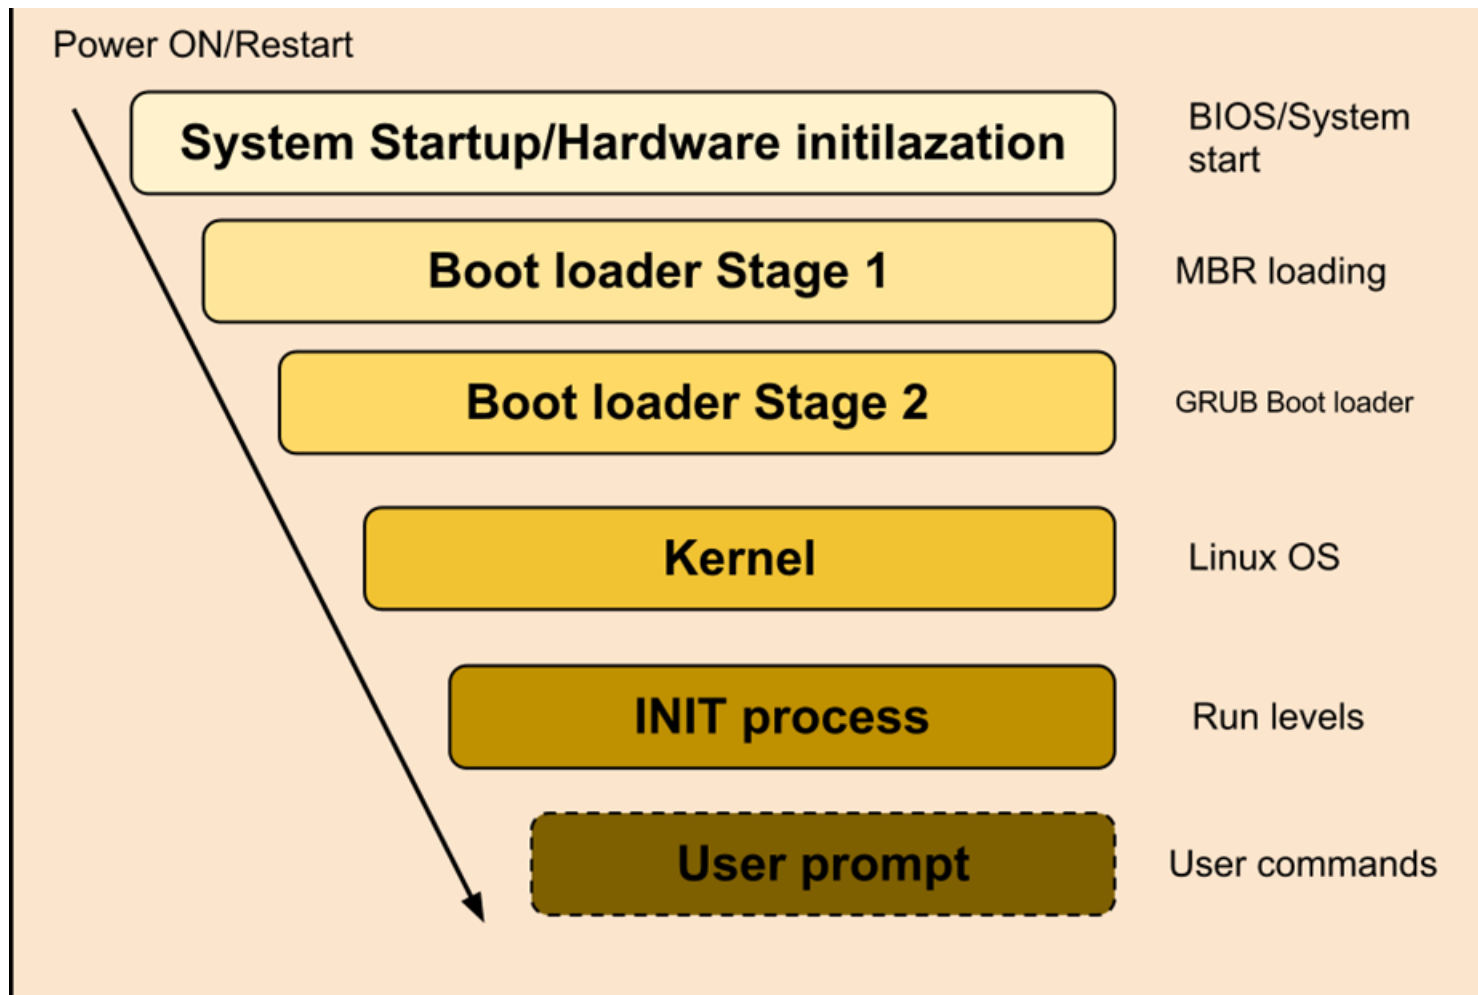 Power ON/Restart
System Startup/Hardware initilazation
BIOS/System
start
Boot loader Stage 1
MBR loading
Boot loader Stage 2
GRUB Boot loader
Kernel
Linux OS
INIT process
Run levels
User prompt
User commands